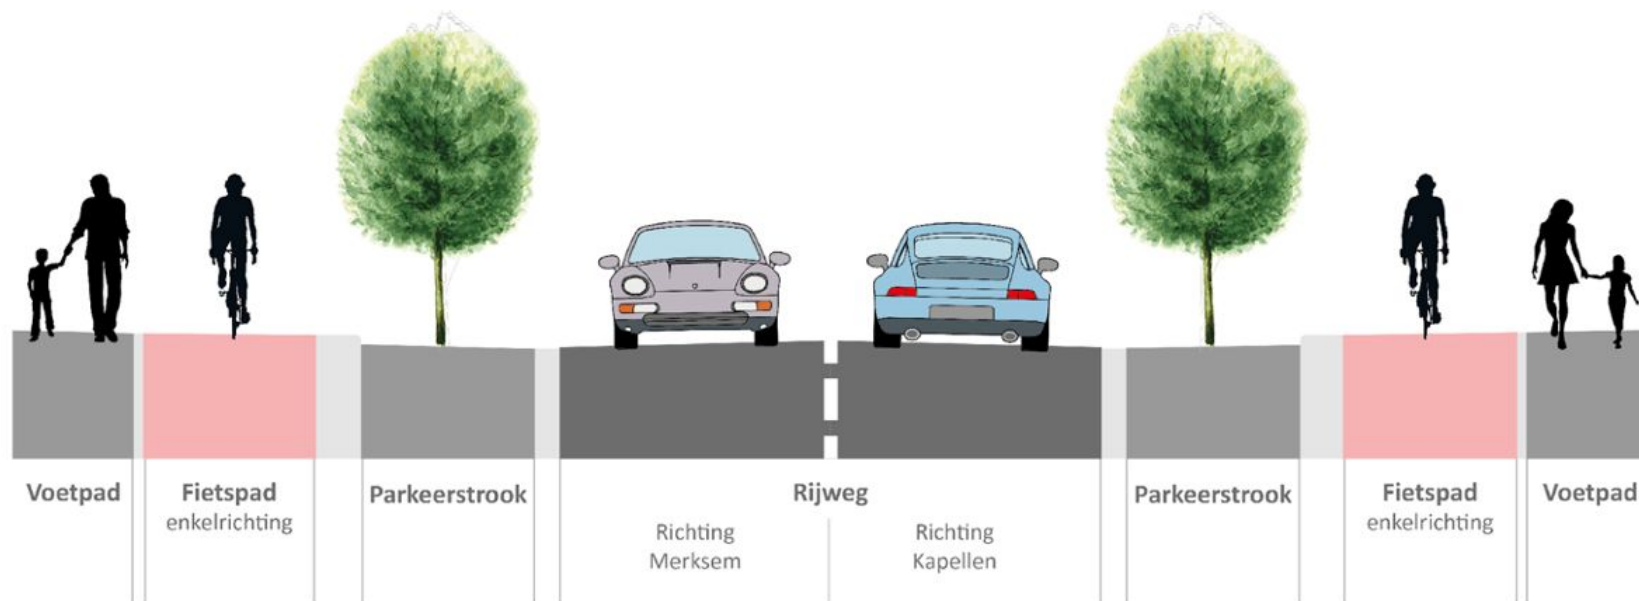 Voetpad
Fietspad
enkelrichting
Parkeerstrook
Rijweg
Richting
Merksem
Richting
Kapellen
Parkeerstrook
Fietspad
enkelrichting
Voetpad